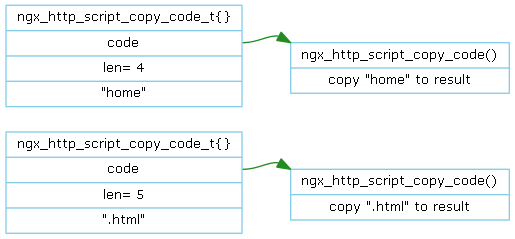 ngx_http_script_copy_code_t{}
code
len= 4
"home"
ngx_http_script_copy_code()
copy "home" to result
ngx_http_script_copy_code_t{}
code
len= 5
".html"
ngx_http_script_copy_code()
copy ".html" to result